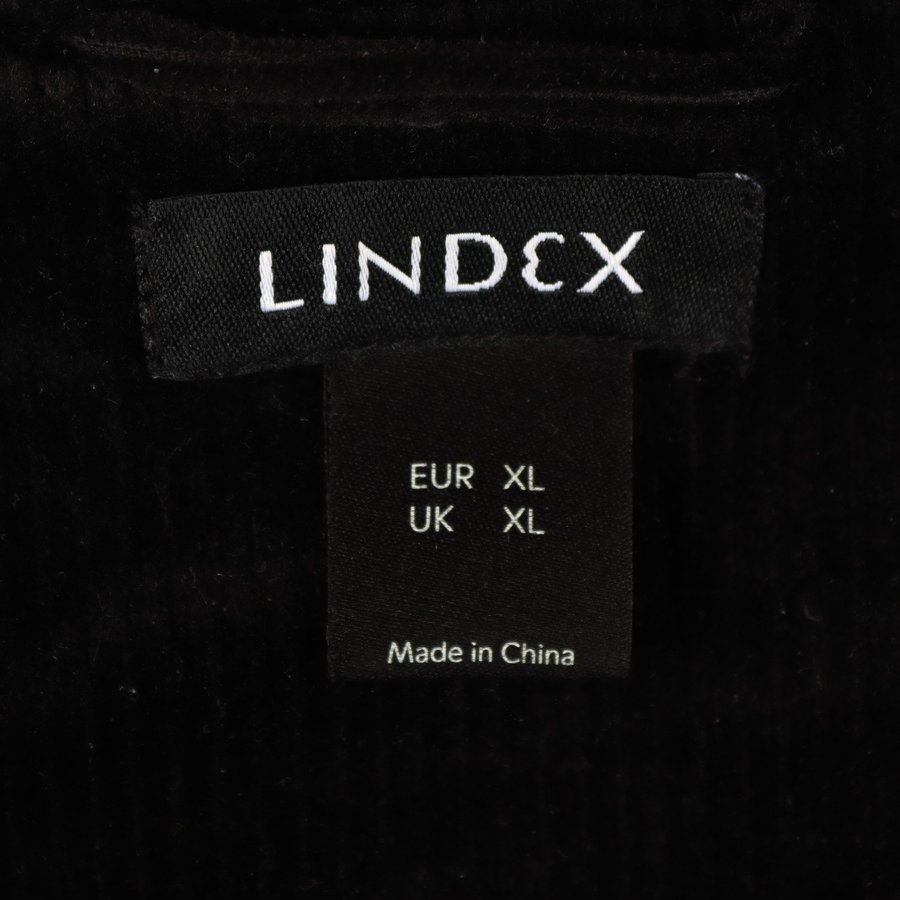 LINDEX
EUR XL
UK XL
Made in China